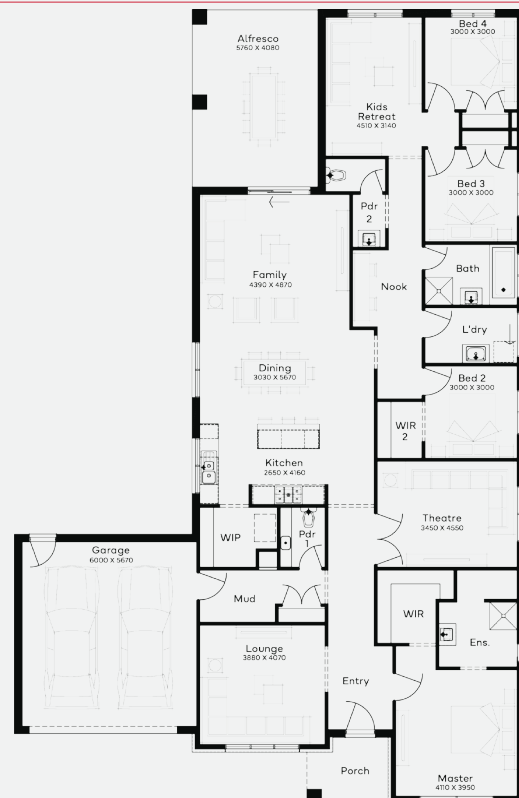 Bed 4
3000 X 3000
Alfresco
5760 X 4080
Kids
Retreat
4510 X 3140
Bed 3
3000 X 3000
Pdr
2
Bath
Family
4390 X 4870
Nook
L'dry
Dining
3030 X 5670
Bed 2
3000 X 3000
WIR
2
Kitchen
2650 X 4160
Theatre
3450 X 4550
WIP
Pdr
1
Garage
6000 X 5670
Mud
WIR
Ens.
Lounge
3880 X 4070
Entry
Porch
Master
4110 X 3950